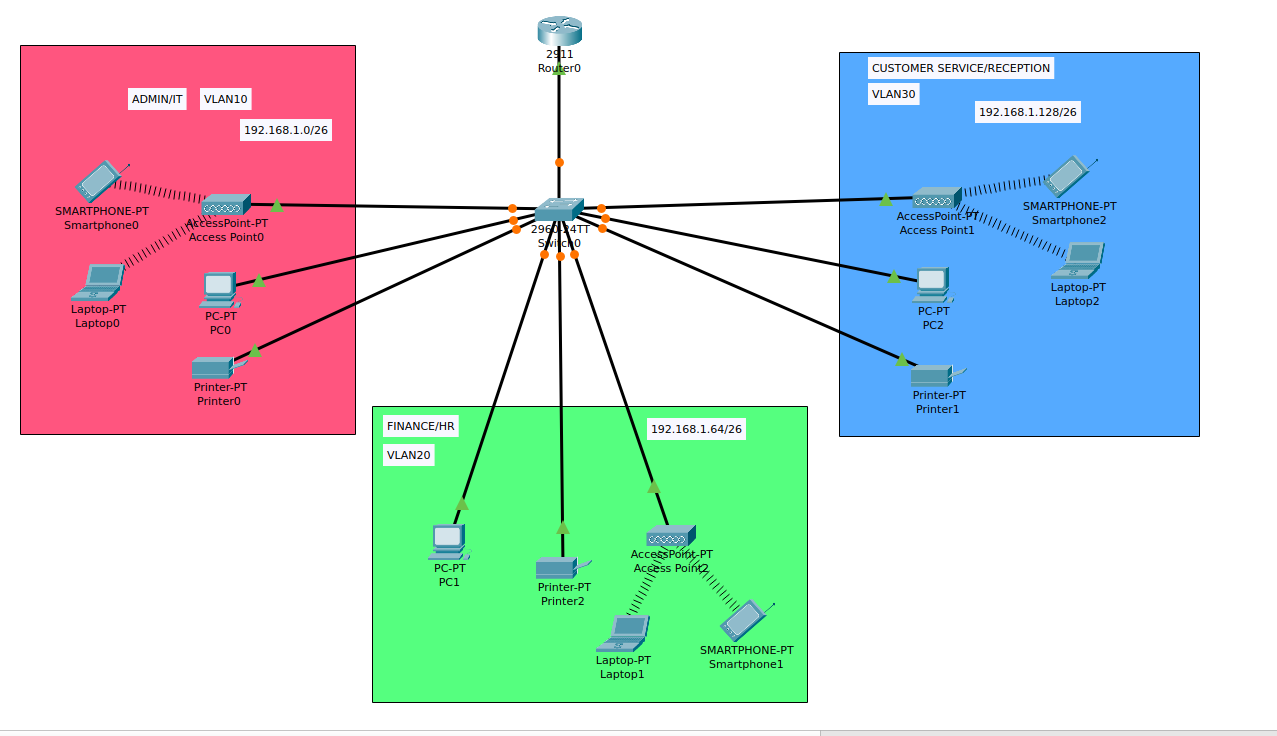 2911
Router0
ADMIN/IT
VLAN10
192.168.1.0/26
SMARTPHONE-PT
Smartphone0
AccessPoint-PT
Access Point0
Laptop-PT
Laptop0
PC-PT
PC0
Printer-PT
Printer0
2960-24TT
Switch0
CUSTOMER SERVICE/RECEPTION
VLAN30
192.168.1.128/26
AccessPoint-PT
Access Point1
SMARTPHONE-PT
Smartphone2
Laptop-PT
Laptop2
PC-PT
PC2
Printer-PT
Printer1
FINANCE/HR
VLAN20
192.168.1.64/26
PC-PT
PC1
Printer-PT
Printer2
AccessPoint-PT
Access Point2
Laptop-PT
Laptop1
SMARTPHONE-PT
Smartphone1